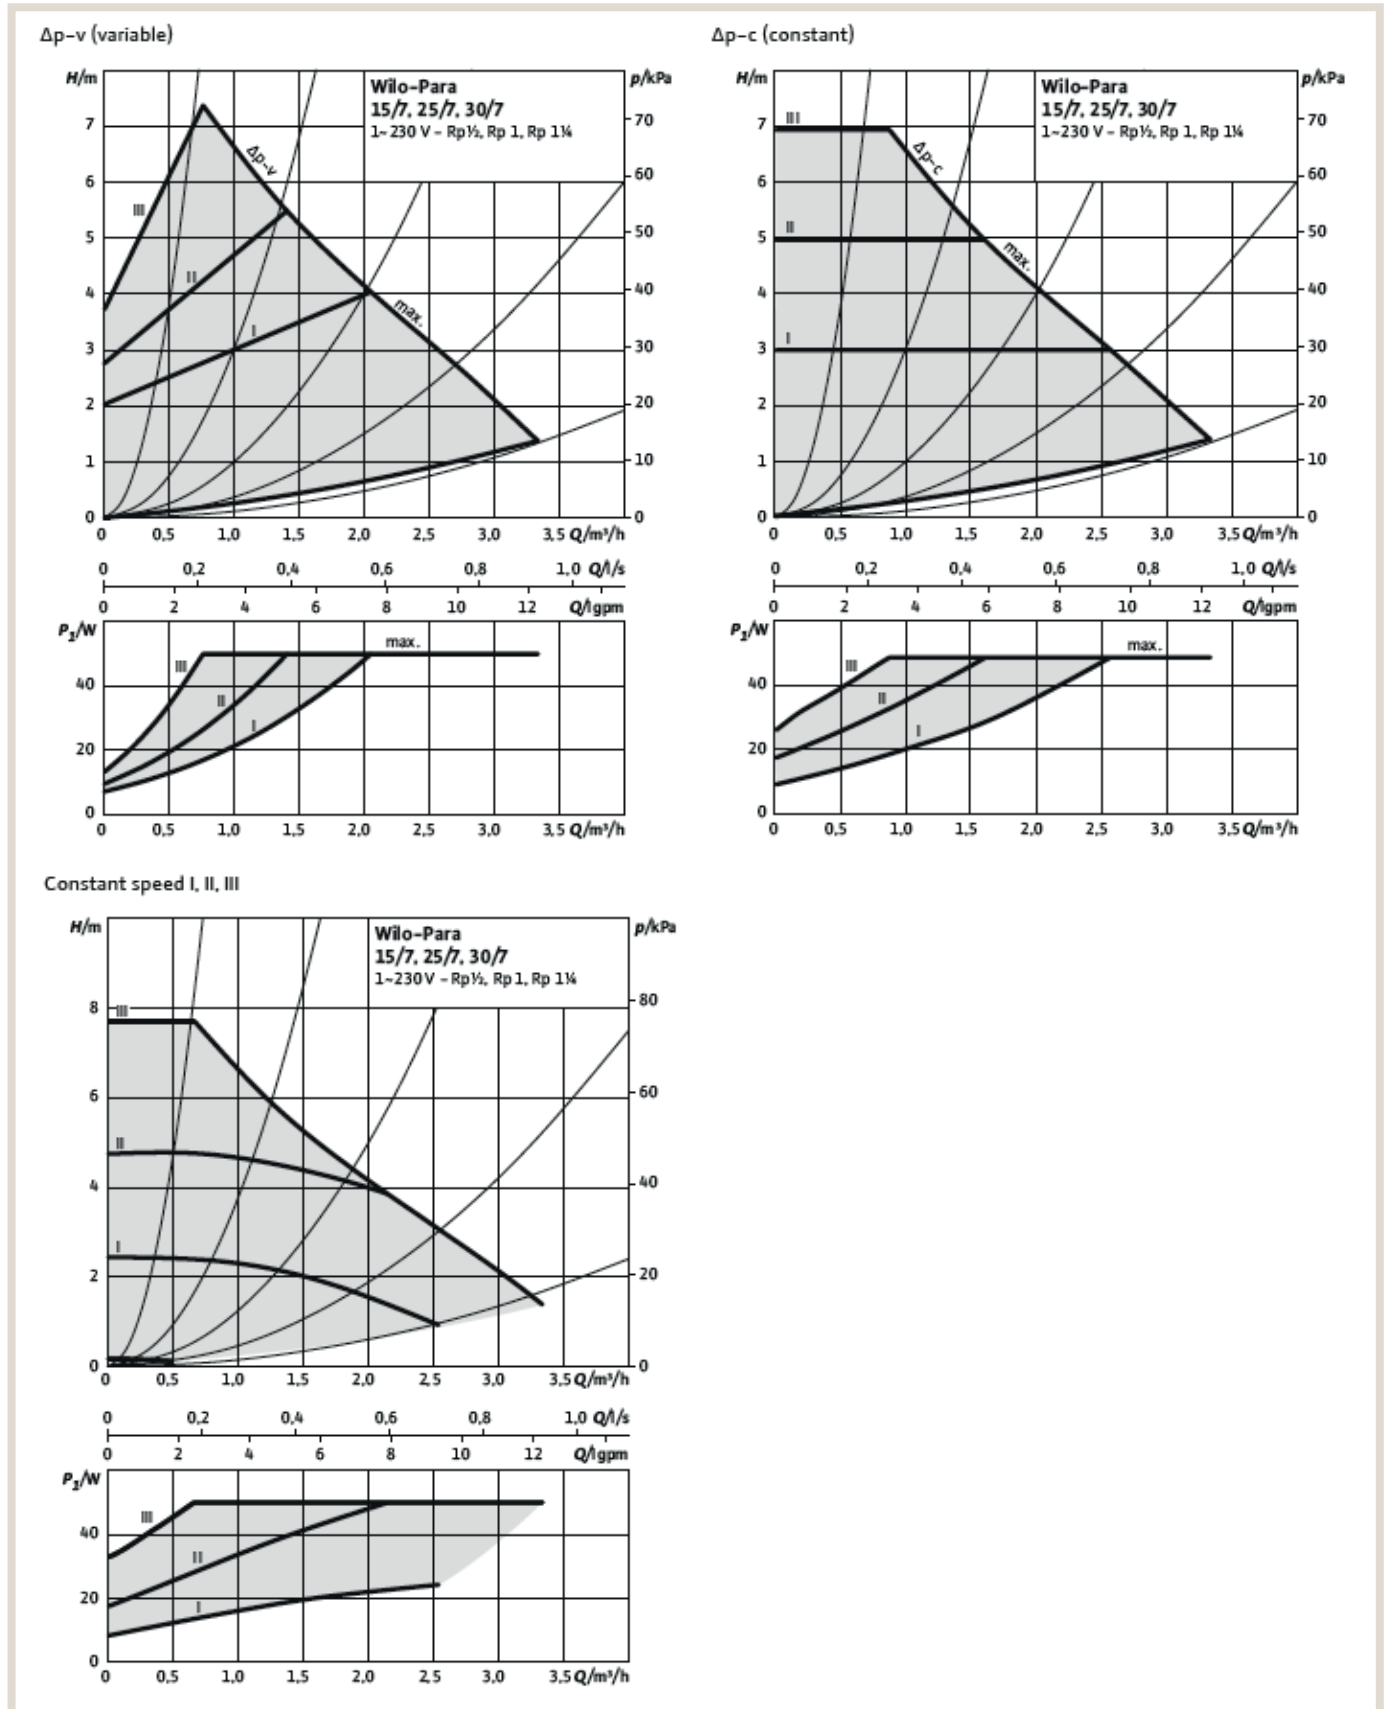 Δp-v (variable)
H/m
p/kPa
Wilo-Para
15/7, 25/7, 30/7
1~230 V - Rp½, Rp 1, Rp 1¼
7
6
5
4
3
2
1
0
70
60
50
40
30
20
10
0
III
II
I
Δp-v
max.
0 0,5 1,0 1,5 2,0 2,5 3,0 3,5 Q/m³/h
0 0,2 0,4 0,6 0,8 1,0 Q/l/s
0 2 4 6 8 10 12 Q/Igpm
P₁/W
max.
III
II
I
40
20
0
0 0,5 1,0 1,5 2,0 2,5 3,0 3,5 Q/m³/h
Δp-c (constant)
H/m
p/kPa
Wilo-Para
15/7, 25/7, 30/7
1~230 V - Rp½, Rp 1, Rp 1¼
7
6
5
4
3
2
1
0
70
60
50
40
30
20
10
0
III
II
I
Δp-c
max.
0 0,5 1,0 1,5 2,0 2,5 3,0 3,5 Q/m³/h
0 0,2 0,4 0,6 0,8 1,0 Q/l/s
0 2 4 6 8 10 12 Q/Igpm
P₁/W
max.
III
II
I
40
20
0
0 0,5 1,0 1,5 2,0 2,5 3,0 3,5 Q/m³/h
Constant speed I, II, III
H/m
p/kPa
Wilo-Para
15/7, 25/7, 30/7
1~230 V - Rp½, Rp 1, Rp 1¼
8
6
4
2
0
80
60
40
20
0
III
II
I
0 0,5 1,0 1,5 2,0 2,5 3,0 3,5 Q/m³/h
0 0,2 0,4 0,6 0,8 1,0 Q/l/s
0 2 4 6 8 10 12 Q/Igpm
P₁/W
III
II
I
40
20
0
0 0,5 1,0 1,5 2,0 2,5 3,0 3,5 Q/m³/h